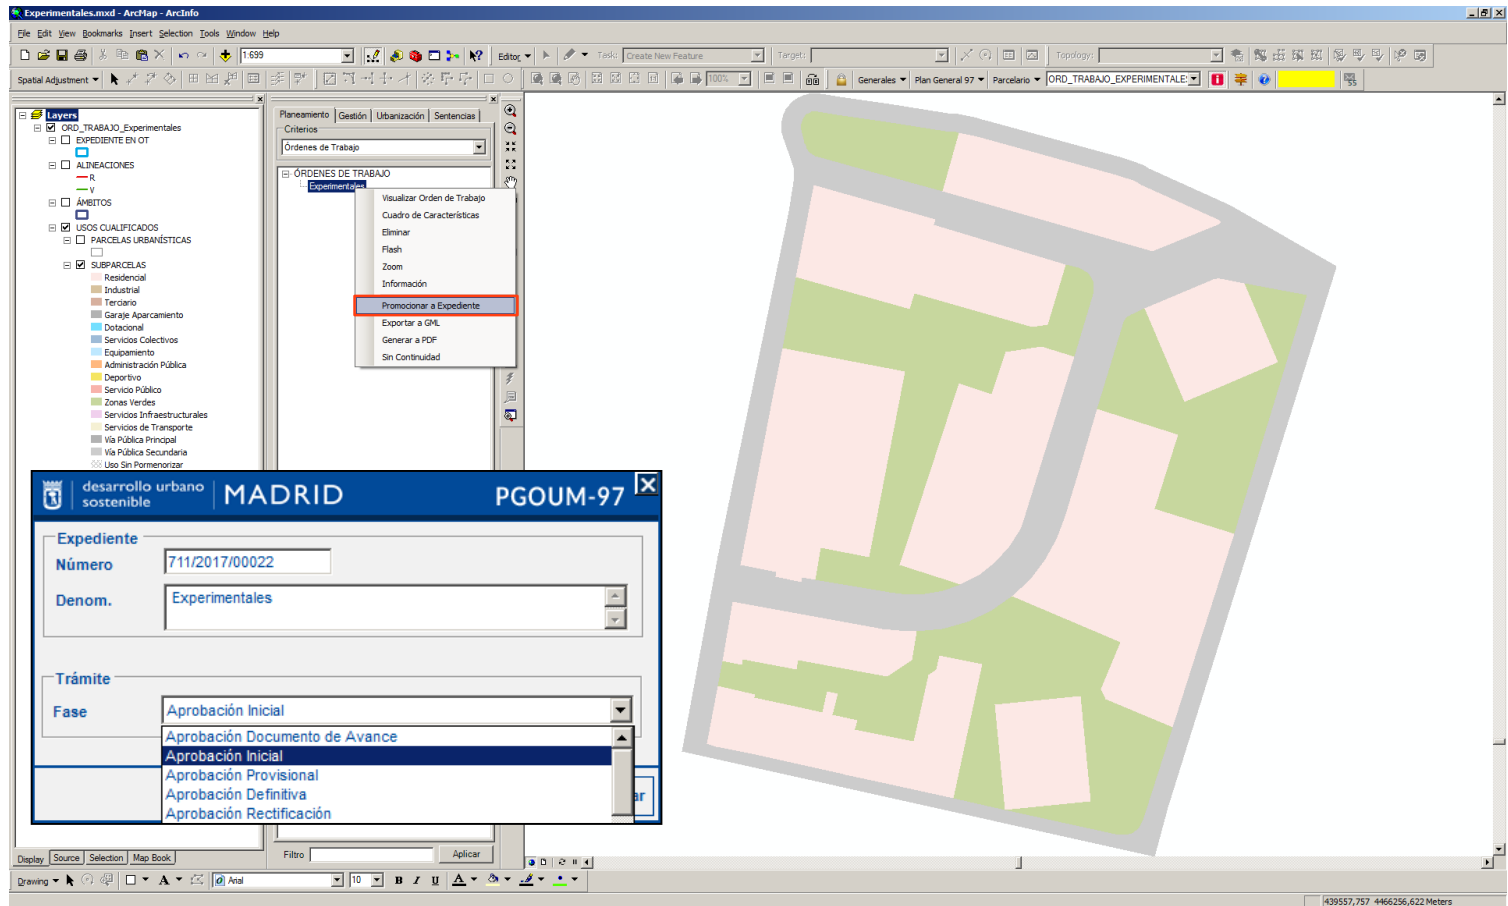 Experimentales.mxd - ArcMap - ArcInfo
File Edit View Bookmarks Insert Selection Tools Window Help
1:699
Editor
Task: Create New Feature
Target:
Topology:
Spatial Adjustment
100%
Generales
Plan General 97
Parcelario
ORD_TRABAJO_EXPERIMENTALE
Layers
ORD_TRABAJO_Experimentales
EXPEDIENTE EN OT
ALINEACIONES
R
V
ÁMBITOS
USOS CUALIFICADOS
PARCELAS URBANÍSTICAS
SUBPARCELAS
Residencial
Industrial
Terciario
Garaje Aparcamiento
Dotacional
Servicios Colectivos
Equipamiento
Administración Pública
Deportivo
Servicio Público
Zonas Verdes
Servicios Infraestructurales
Servicios de Transporte
Vía Pública Principal
Vía Pública Secundaria
Uso Sin Pormenorizar
Planeamiento Gestión Urbanización Sentencias
Criterios
Órdenes de Trabajo
ÓRDENES DE TRABAJO
Experimentales
Visualizar Orden de Trabajo
Cuadro de Características
Eliminar
Flash
Zoom
Información
Promocionar a Expediente
Exportar a GML
Generar a PDF
Sin Continuidad
desarrollo urbano
sostenible
MADRID
PGOUM-97
Expediente
Número 711/2017/00022
Denom. Experimentales
Trámite
Fase Aprobación Inicial
Aprobación Documento de Avance
Aprobación Inicial
Aprobación Provisional
Aprobación Definitiva
Aprobación Rectificación
ar
Filtro
Aplicar
Display Source Selection Map Book
Drawing
A
Arial
10
B I U A
439557,757 4466256,622 Meters